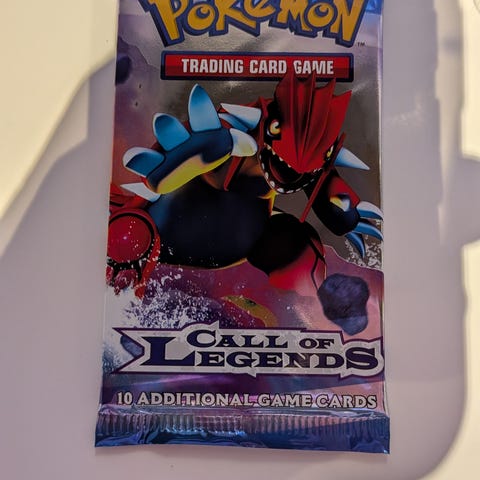 POKéMON
TRADING CARD GAME
CALL OF
LEGENDS
10 ADDITIONAL GAME CARDS